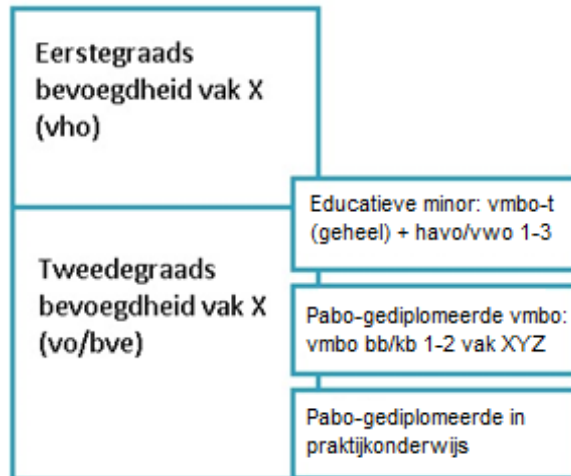 Eerstegraads
bevoegdheid vak X
(vho)
Educatieve minor: vmbo-t
(geheel) + havo/vwo 1-3
Tweedegraads
bevoegdheid vak X
(vo/bve)
Pabo-gediplomeerde vmbo:
vmbo bb/kb 1-2 vak XYZ
Pabo-gediplomeerde in
praktijkonderwijs